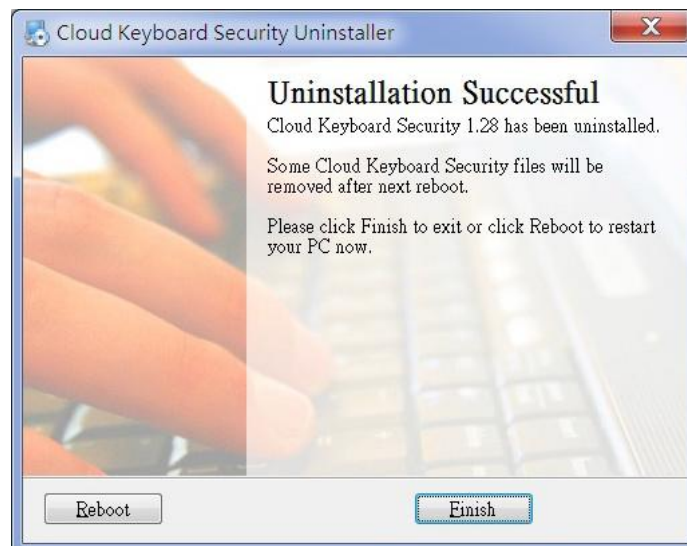 Cloud Keyboard Security Uninstaller
Uninstallation Successful
Cloud Keyboard Security 1.28 has been uninstalled.
Some Cloud Keyboard Security files will be
removed after next reboot.
Please click Finish to exit or click Reboot to restart
your PC now.
Reboot
Finish